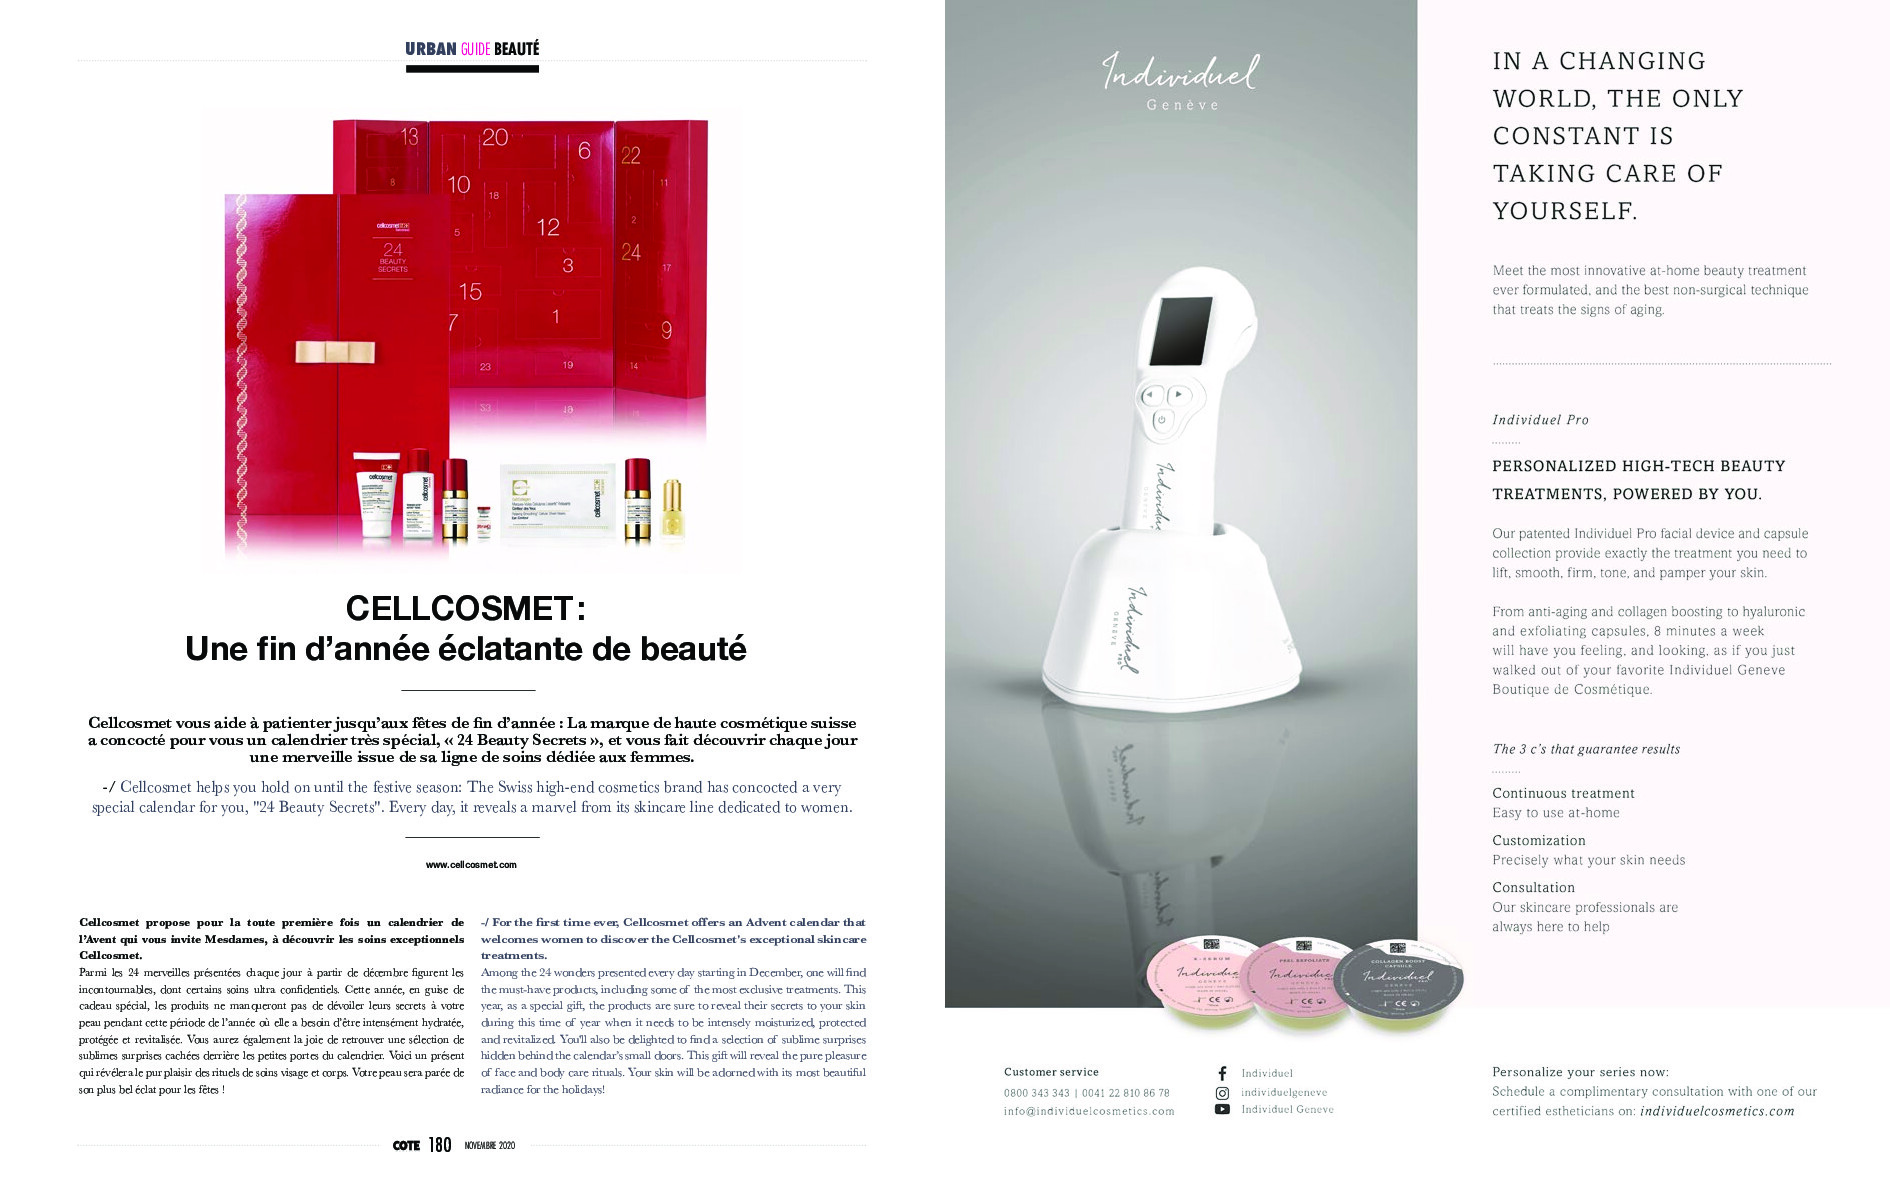 URBAN GUIDE BEAUTÉ
13
20
6
22
8
10
18
11
2
5
12
24
3
17
15
7
1
9
23
19
14
cellcosmet
24
BEAUTY
SECRETS
cellcosmet
cellcosmet
cellcosmet
CELLCOSMET :
Une fin d’année éclatante de beauté
Cellcosmet vous aide à patienter jusqu’aux fêtes de fin d’année : La marque de haute cosmétique suisse
a concocté pour vous un calendrier très spécial, « 24 Beauty Secrets », et vous fait découvrir chaque jour
une merveille issue de sa ligne de soins dédiée aux femmes.
-/ Cellcosmet helps you hold on until the festive season: The Swiss high-end cosmetics brand has concocted a very
special calendar for you, "24 Beauty Secrets". Every day, it reveals a marvel from its skincare line dedicated to women.
www.cellcosmet.com
Cellcosmet propose pour la toute première fois un calendrier de
l’Avent qui vous invite Mesdames, à découvrir les soins exceptionnels
Cellcosmet.
Parmi les 24 merveilles présentées chaque jour à partir de décembre figurent les
incontournables, dont certains soins ultra confidentiels. Cette année, en guise de
cadeau spécial, les produits ne manqueront pas de dévoiler leurs secrets à votre
peau pendant cette période de l’année où elle a besoin d’être intensément hydratée,
protégée et revitalisée. Vous aurez également la joie de retrouver une sélection de
sublimes surprises cachées derrière les petites portes du calendrier. Voici un présent
qui révélera le pur plaisir des rituels de soins visage et corps. Votre peau sera parée de
son plus bel éclat pour les fêtes !
-/ For the first time ever, Cellcosmet offers an Advent calendar that
welcomes women to discover the Cellcosmet's exceptional skincare
treatments.
Among the 24 wonders presented every day starting in December, one will find
the must-have products, including some of the most exclusive treatments. This
year, as a special gift, the products are sure to reveal their secrets to your skin
during this time of year when it needs to be intensely moisturized, protected
and revitalized. You'll also be delighted to find a selection of sublime surprises
hidden behind the calendar's small doors. This gift will reveal the pure pleasure
of face and body care rituals. Your skin will be adorned with its most beautiful
radiance for the holidays!
COTE 180 NOVEMBRE 2020
Individuel
Genève
Individuel
GENÈVE
Individuel
GENÈVE
PRO
K-SERUM
Individuel
GENÈVE
PEEL EXFOLIATE
Individuel
GENÈVE
COLLAGEN BOOST
CAPSULE
Individuel
GENÈVE
Customer service
0800 343 343 | 0041 22 810 86 78
info@individuelcosmetics.com
Individuel
individuelgeneve
Individuel Geneve
IN A CHANGING
WORLD, THE ONLY
CONSTANT IS
TAKING CARE OF
YOURSELF.
Meet the most innovative at-home beauty treatment
ever formulated, and the best non-surgical technique
that treats the signs of aging.
Individuel Pro
PERSONALIZED HIGH-TECH BEAUTY
TREATMENTS, POWERED BY YOU.
Our patented Individuel Pro facial device and capsule
collection provide exactly the treatment you need to
lift, smooth, firm, tone, and pamper your skin.
From anti-aging and collagen boosting to hyaluronic
and exfoliating capsules, 8 minutes a week
will have you feeling, and looking, as if you just
walked out of your favorite Individuel Geneve
Boutique de Cosmétique.
The 3 c's that guarantee results
Continuous treatment
Easy to use at-home
Customization
Precisely what your skin needs
Consultation
Our skincare professionals are
always here to help
Personalize your series now:
Schedule a complimentary consultation with one of our
certified estheticians on: individuelcosmetics.com